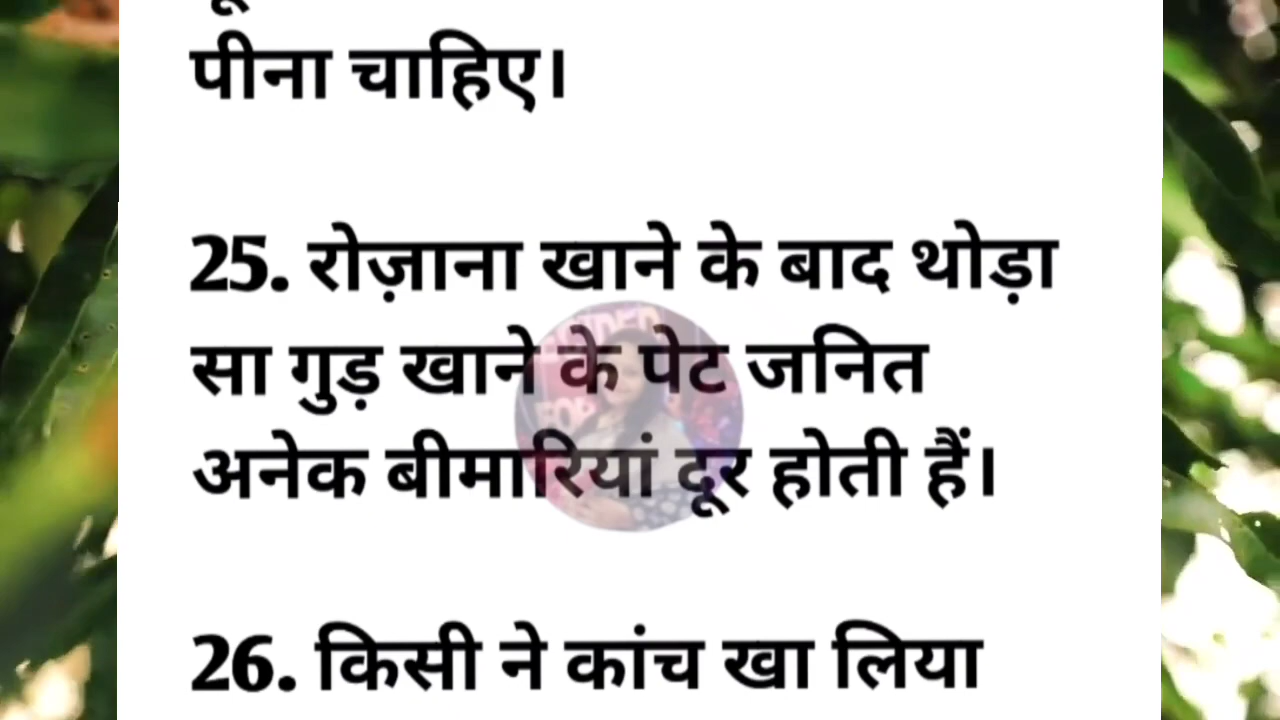 पीना चाहिए।
25. रोज़ाना खाने के बाद थोड़ा
सा गुड़ खाने के पेट जनित
अनेक बीमारियां दूर होती हैं।
26. किसी ने कांच खा लिया